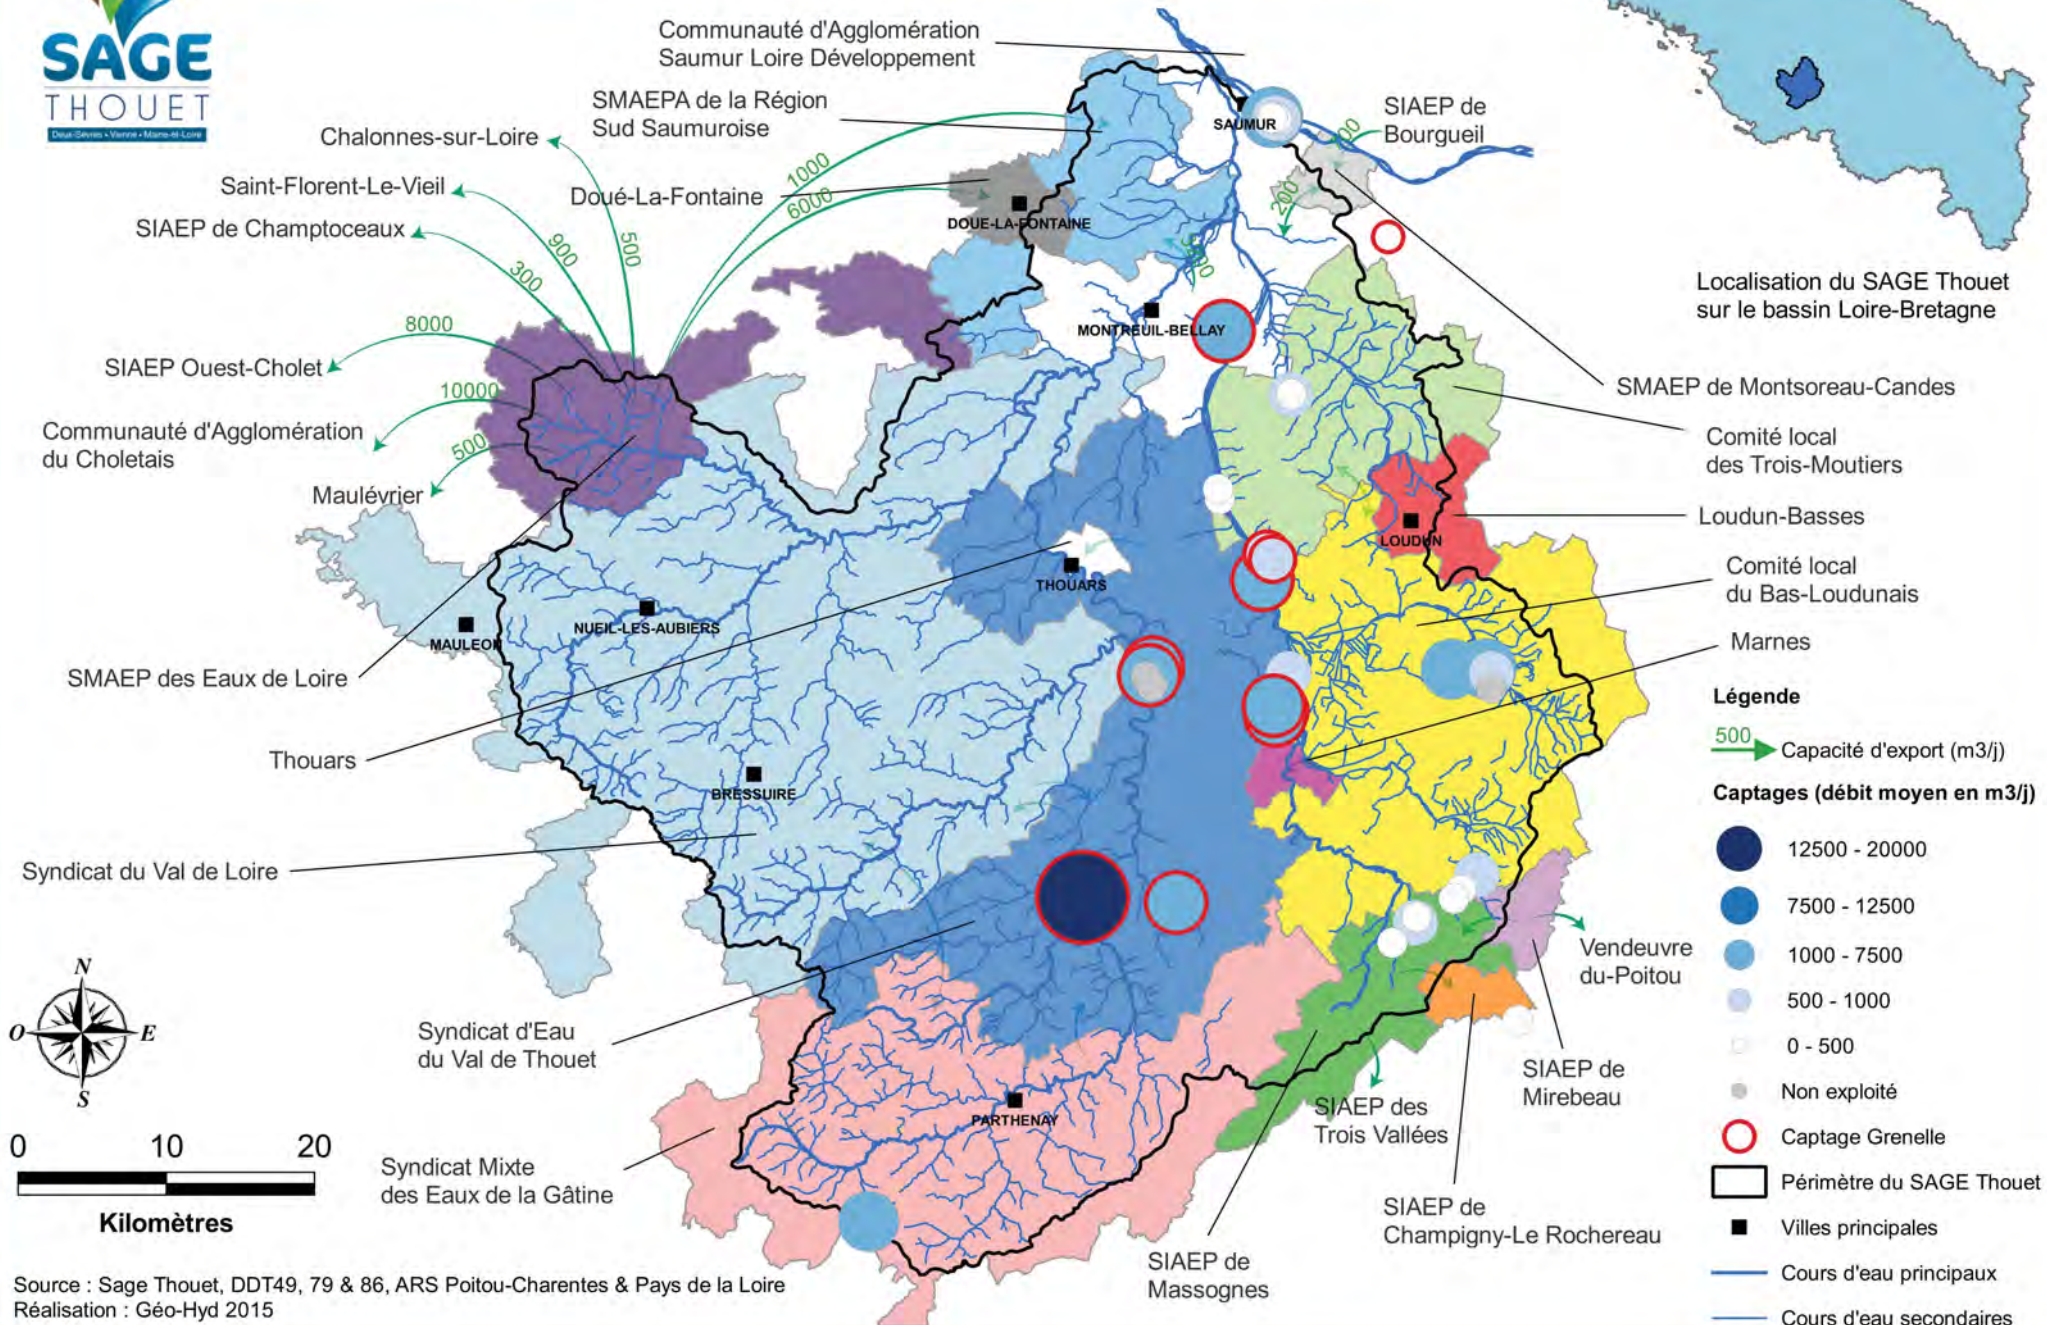 SAGE
THOUET
Deux-Sèvres • Vienne • Maine-et-Loire
Communauté d'Agglomération
Saumur Loire Développement
SMAEPA de la Région
Sud Saumuroise
Chalonnes-sur-Loire
Saint-Florent-Le-Vieil
SIAEP de Champtoceaux
Doué-La-Fontaine
SIAEP de
Bourgueil
SAUMUR
1000
6000
500
900
300
200
DOUE-LA-FONTAINE
MONTREUIL-BELLAY
8000
SIAEP Ouest-Cholet
10000
Communauté d'Agglomération
du Choletais
500
Maulévrier
Localisation du SAGE Thouet
sur le bassin Loire-Bretagne
SMAEP de Montsoreau-Candes
Comité local
des Trois-Moutiers
Loudun-Basses
LOUDUN
Comité local
du Bas-Loudunais
Marnes
THOUARS
NUEIL-LES-AUBIERS
MAULEON
SMAEP des Eaux de Loire
Thouars
BRESSUIRE
Syndicat du Val de Loire
Syndicat d'Eau
du Val de Thouet
PARTHENAY
Syndicat Mixte
des Eaux de la Gâtine
Vendeuvre
du-Poitou
SIAEP de
Mirebeau
SIAEP des
Trois Vallées
SIAEP de
Champigny-Le Rochereau
SIAEP de
Massognes
Légende
500
Capacité d'export (m3/j)
Captages (débit moyen en m3/j)
12500 - 20000
7500 - 12500
1000 - 7500
500 - 1000
0 - 500
Non exploité
Captage Grenelle
Périmètre du SAGE Thouet
Villes principales
Cours d'eau principaux
Cours d'eau secondaires
N
O
E
S
0 10 20
Kilomètres
Source : Sage Thouet, DDT49, 79 & 86, ARS Poitou-Charentes & Pays de la Loire
Réalisation : Géo-Hyd 2015